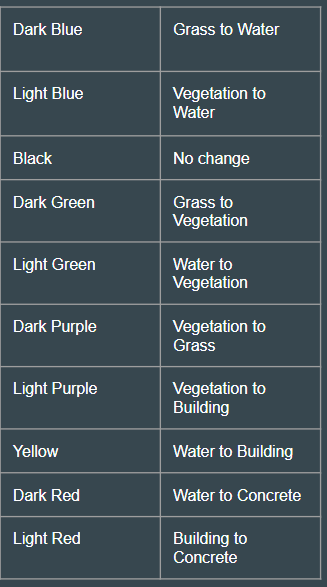 Dark Blue Grass to Water
Light Blue Vegetation to
Water
Black No change
Dark Green Grass to
Vegetation
Light Green Water to
Vegetation
Dark Purple Vegetation to
Grass
Light Purple Vegetation to
Building
Yellow Water to Building
Dark Red Water to Concrete
Light Red Building to
Concrete